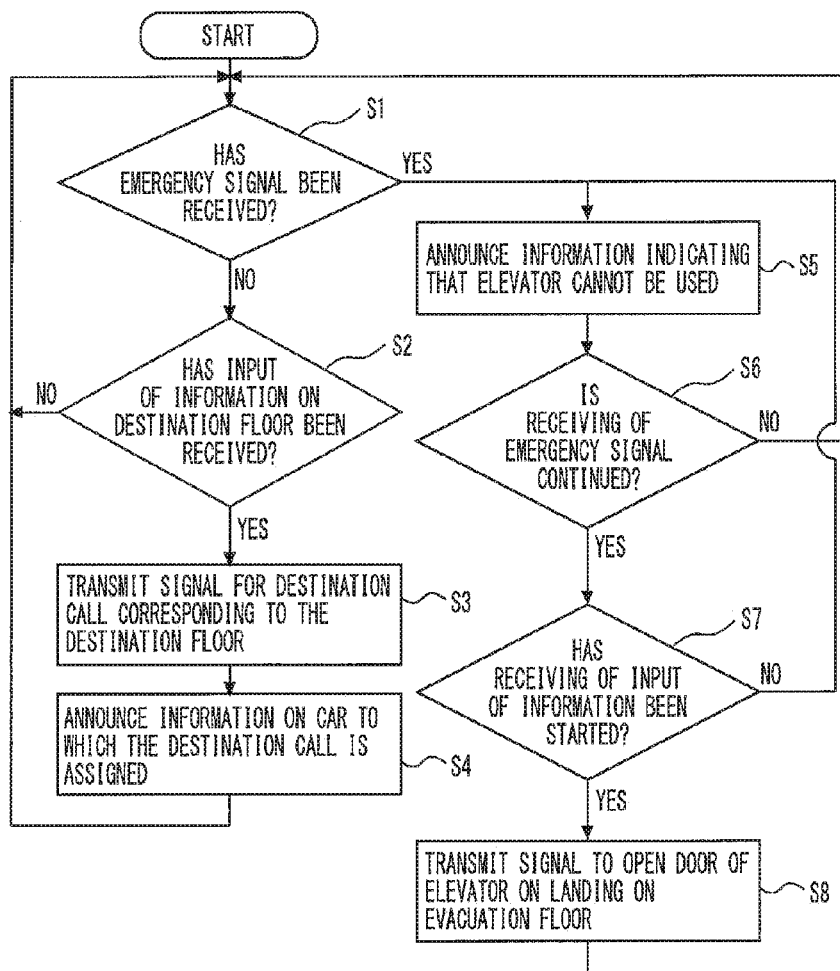 START
S1
HAS
EMERGENCY SIGNAL BEEN
RECEIVED?
YES
NO
S2
HAS INPUT
OF INFORMATION ON
DESTINATION FLOOR BEEN
RECEIVED?
NO
YES
TRANSMIT SIGNAL FOR DESTINATION
CALL CORRESPONDING TO THE
DESTINATION FLOOR
S3
ANNOUNCE INFORMATION ON CAR TO
WHICH THE DESTINATION CALL IS
ASSIGNED
S4
ANNOUNCE INFORMATION INDICATING
THAT ELEVATOR CANNOT BE USED
S5
S6
IS
RECEIVING OF
EMERGENCY SIGNAL
CONTINUED?
NO
YES
S7
HAS
RECEIVING OF INPUT
OF INFORMATION BEEN
STARTED?
NO
YES
TRANSMIT SIGNAL TO OPEN DOOR OF
ELEVATOR ON LANDING ON
EVACUATION FLOOR
S8